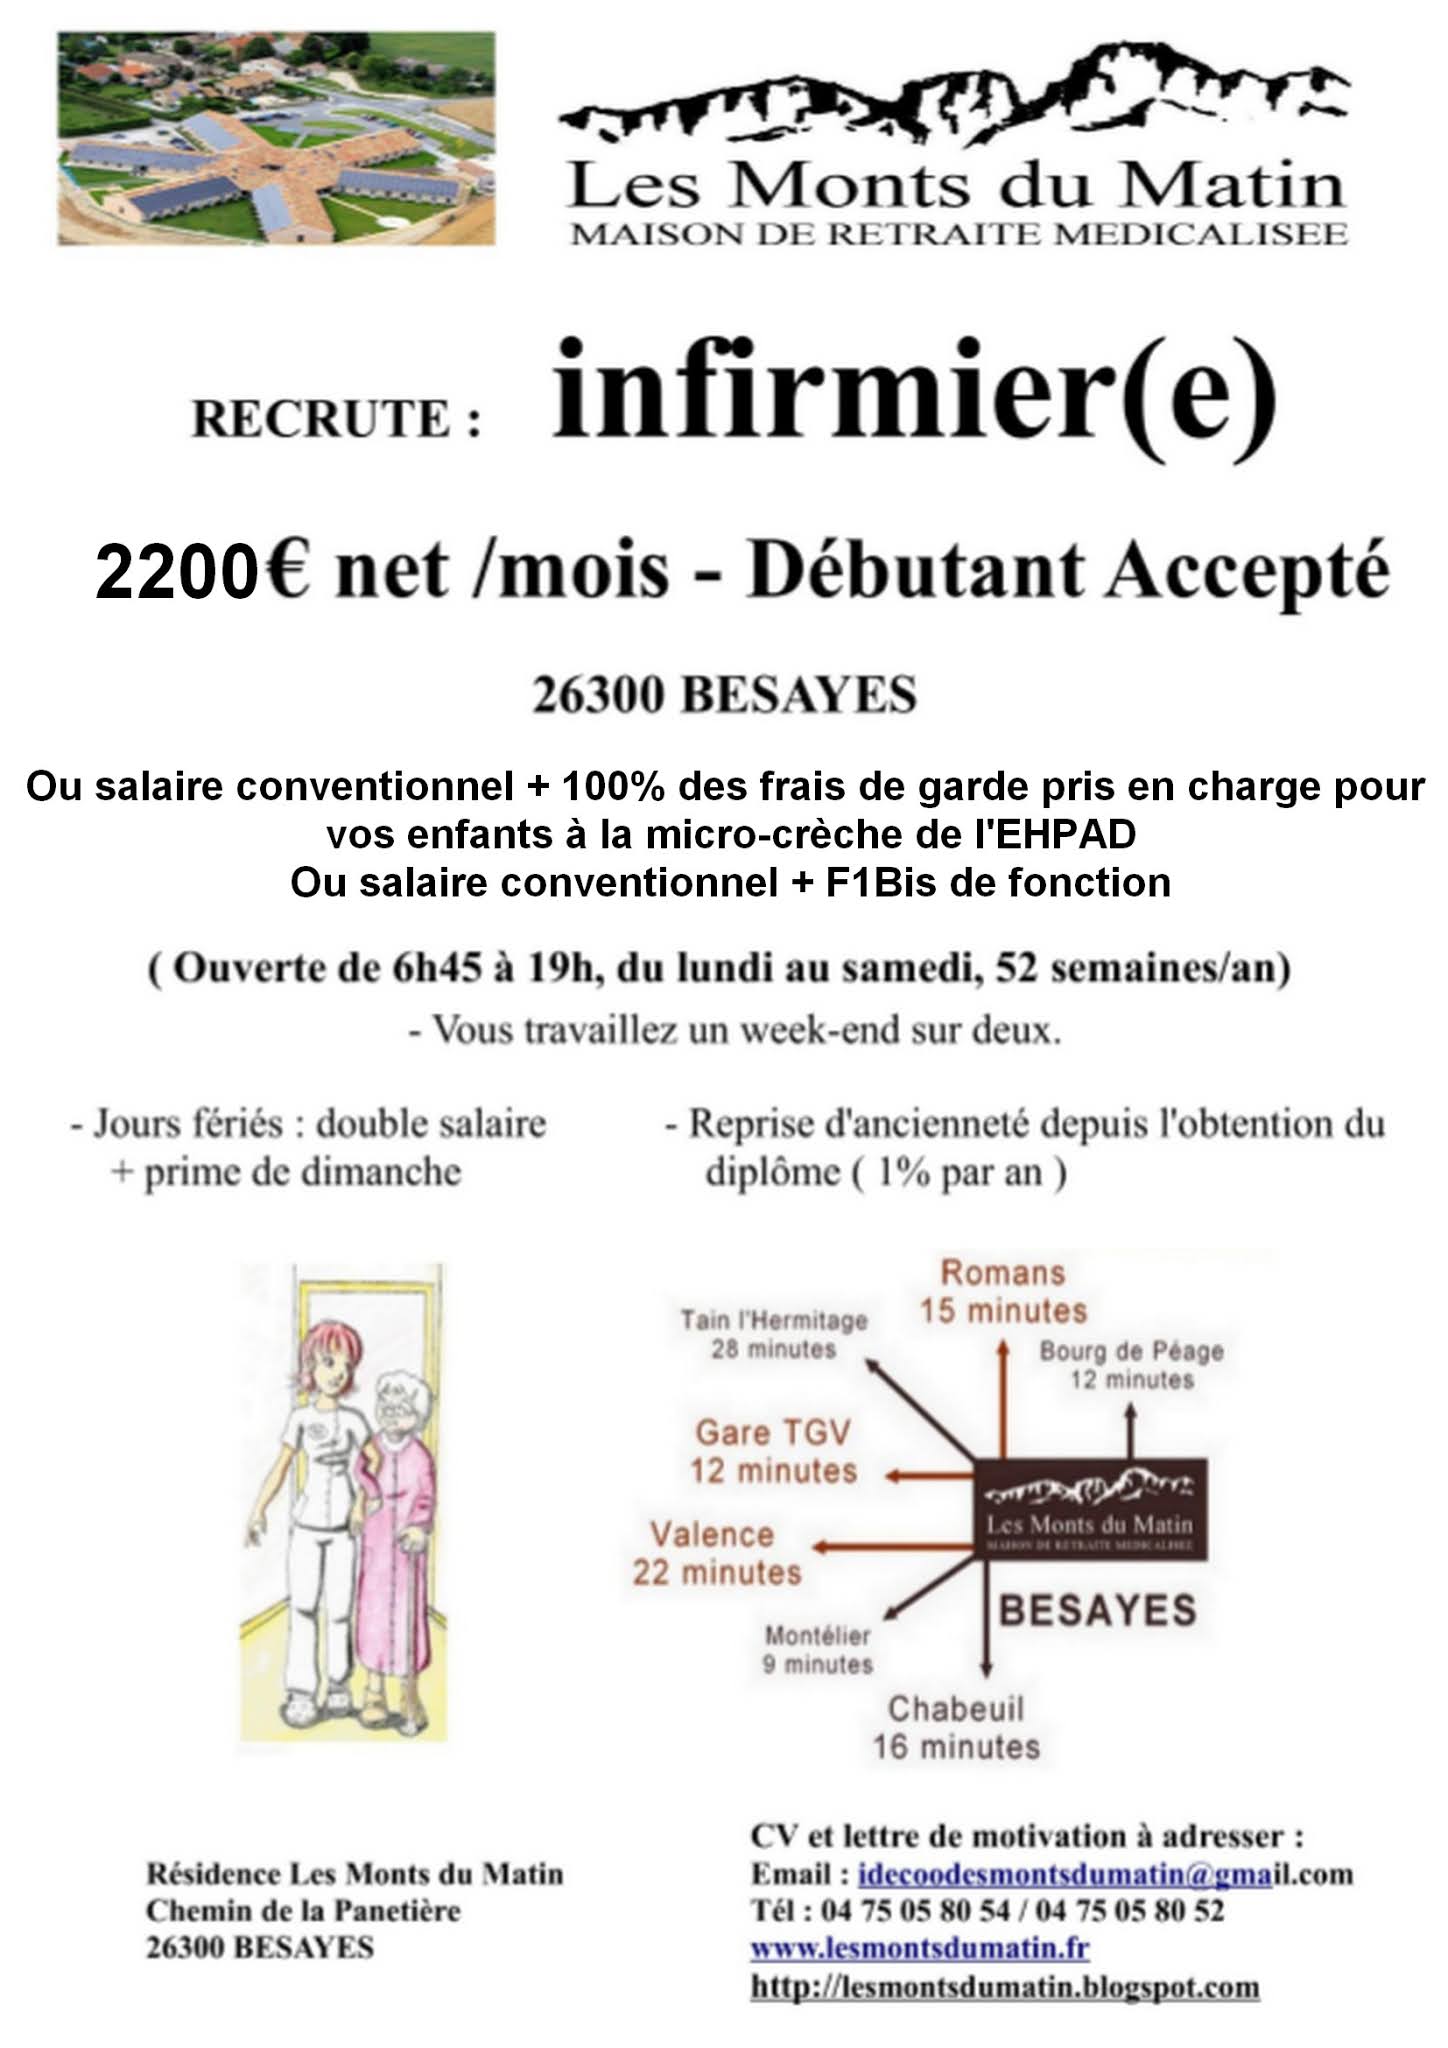 Les Monts du Matin
MAISON DE RETRAITE MEDICALISEE
RECRUTE : infirmier(e)
2200€ net /mois - Débutant Accepté
26300 BESAYES
Ou salaire conventionnel + 100% des frais de garde pris en charge pour
vos enfants à la micro-crèche de l'EHPAD
Ou salaire conventionnel + F1Bis de fonction
( Ouverte de 6h45 à 19h, du lundi au samedi, 52 semaines/an)
- Vous travaillez un week-end sur deux.
- Jours fériés : double salaire
+ prime de dimanche
- Reprise d'ancienneté depuis l'obtention du
diplôme ( 1% par an )
Romans
15 minutes
Tain l'Hermitage
28 minutes
Bourg de Péage
12 minutes
Gare TGV
12 minutes
Les Monts du Matin
MAISON DE RETRAITE MEDICALISEE
Valence
22 minutes
BESAYES
Montélier
9 minutes
Chabeuil
16 minutes
Résidence Les Monts du Matin
Chemin de la Panetière
26300 BESAYES
CV et lettre de motivation à adresser :
Email : idecoodesmontsdumatin@gmail.com
Tél : 04 75 05 80 54 / 04 75 05 80 52
www.lesmontsdumatin.fr
http://lesmontsdumatin.blogspot.com